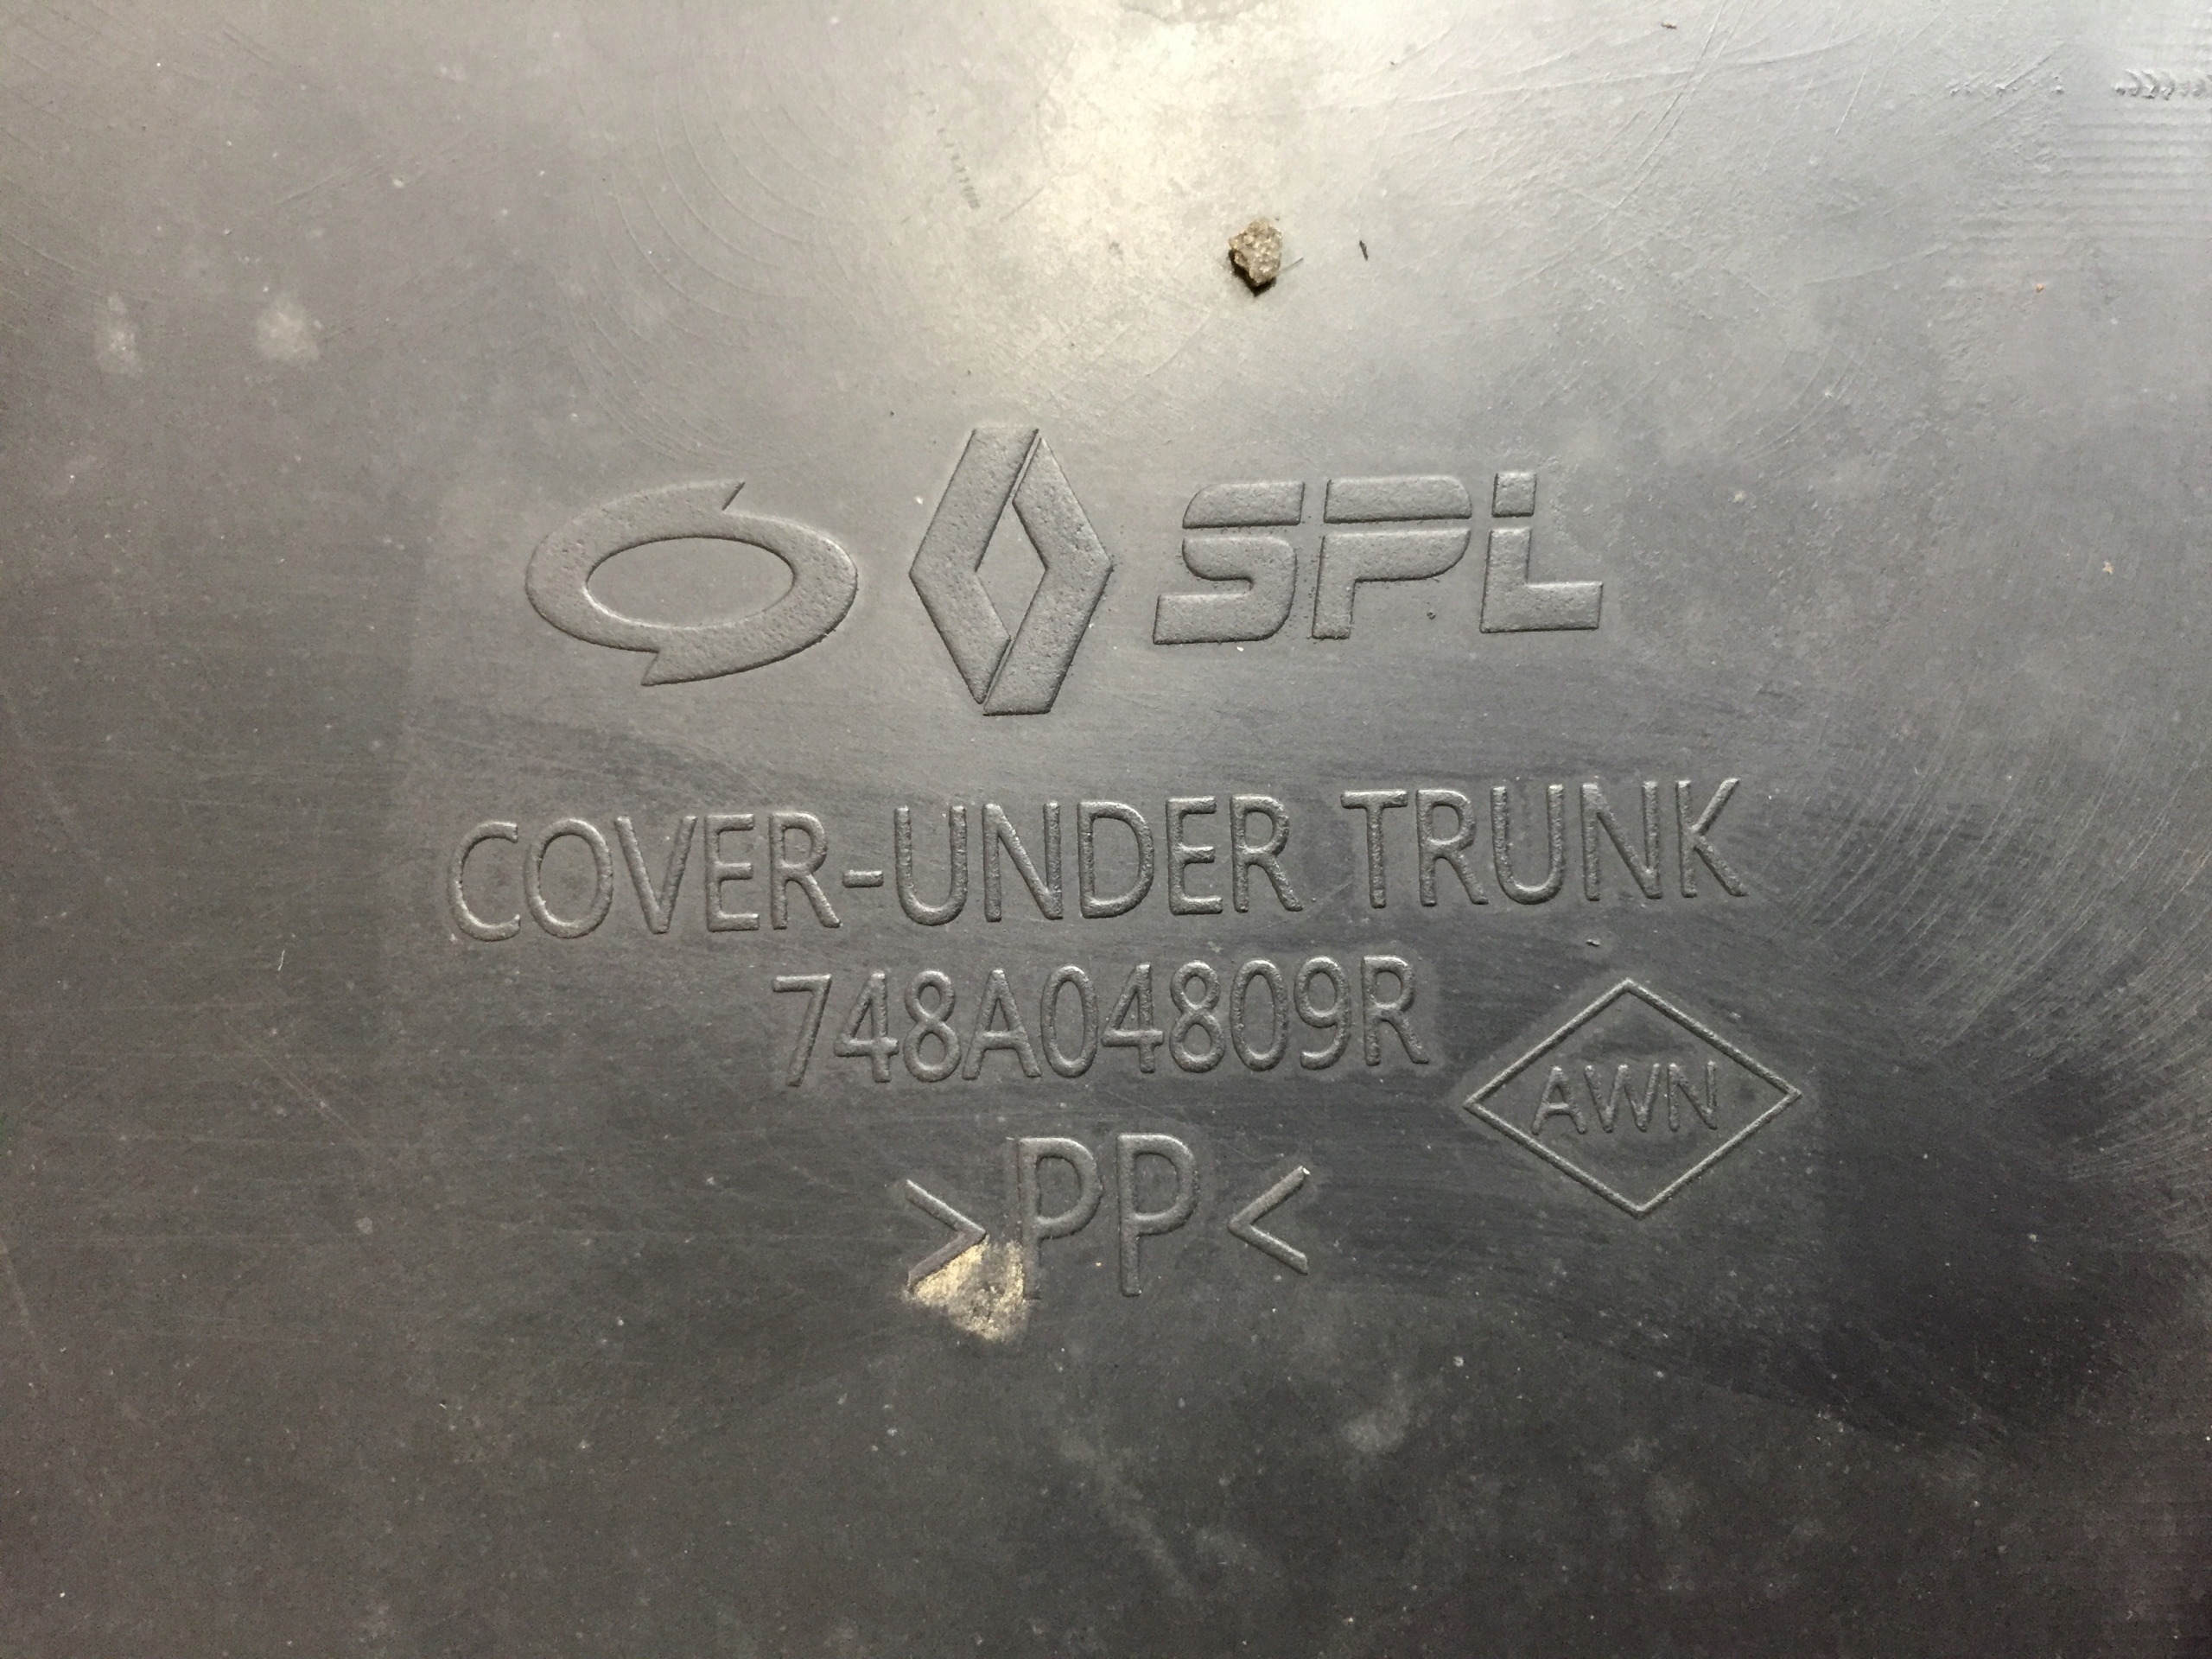 SPL
COVER-UNDER TRUNK
748A04809R
AWN
>PP<